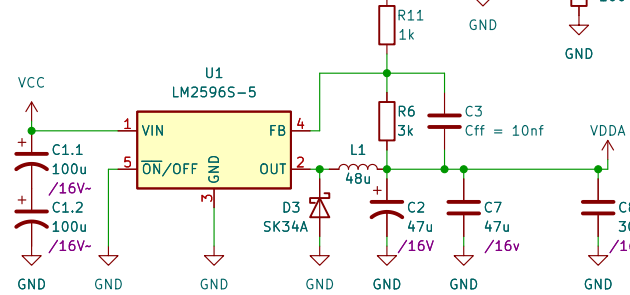 R11
1k
GND
GND
VCC
U1
LM2596S-5
1
VIN
FB
4
R6
3k
C3
Cff = 10nf
VDDA
+
C1.1
100u
/16V~
5
ON/OFF
GND
OUT
2
L1
48u
3
+
C1.2
100u
/16V~
D3
SK34A
+
C2
47u
/16V
C7
47u
/16v
GND
GND
GND
GND
GND
GND
GND